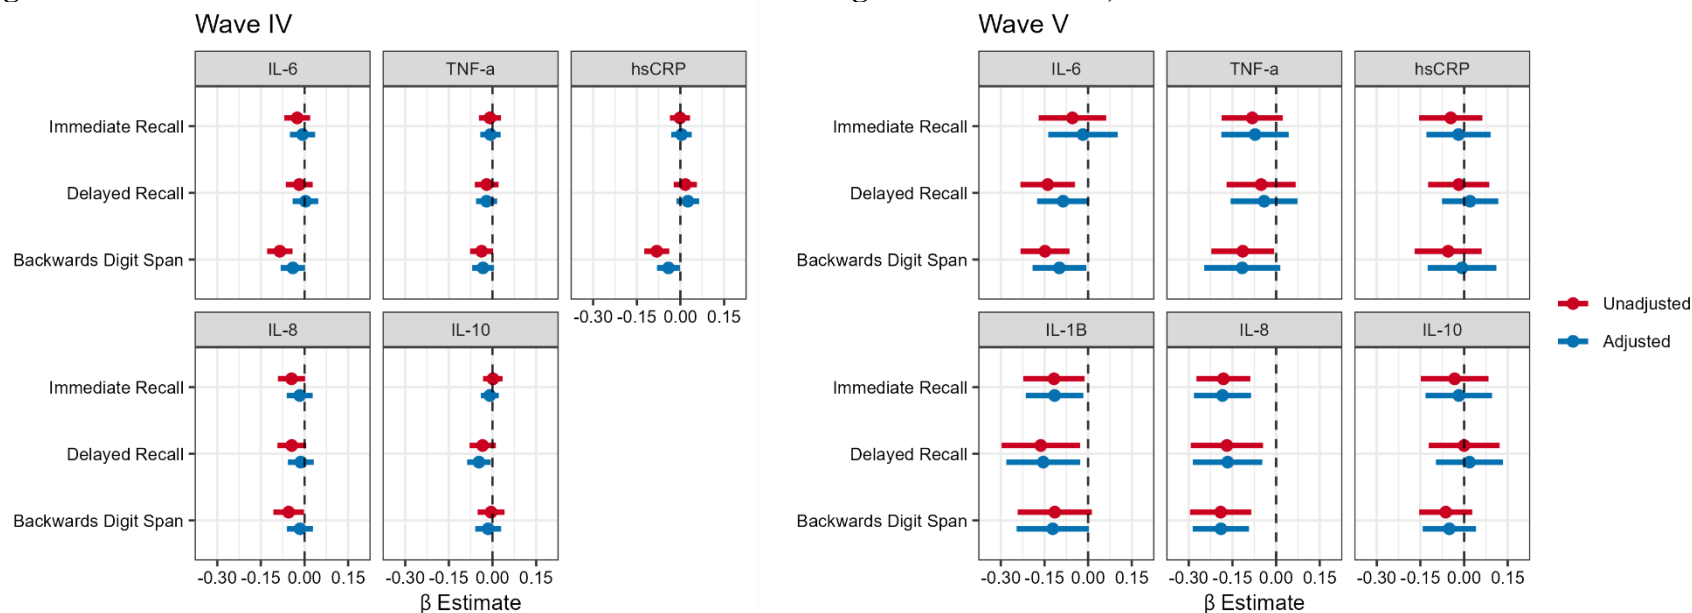 Wave IV
IL-6 TNF-a hsCRP
Immediate Recall
Delayed Recall
Backwards Digit Span
-0.30 -0.15 0.00 0.15
IL-8 IL-10
Immediate Recall
Delayed Recall
Backwards Digit Span
-0.30 -0.15 0.00 0.15 -0.30 -0.15 0.00 0.15
β Estimate
Wave V
IL-6 TNF-a hsCRP
Immediate Recall
Delayed Recall
Backwards Digit Span
IL-1B IL-8 IL-10
Immediate Recall
Delayed Recall
Backwards Digit Span
-0.30 -0.15 0.00 0.15 -0.30 -0.15 0.00 0.15 -0.30 -0.15 0.00 0.15
β Estimate
Unadjusted
Adjusted